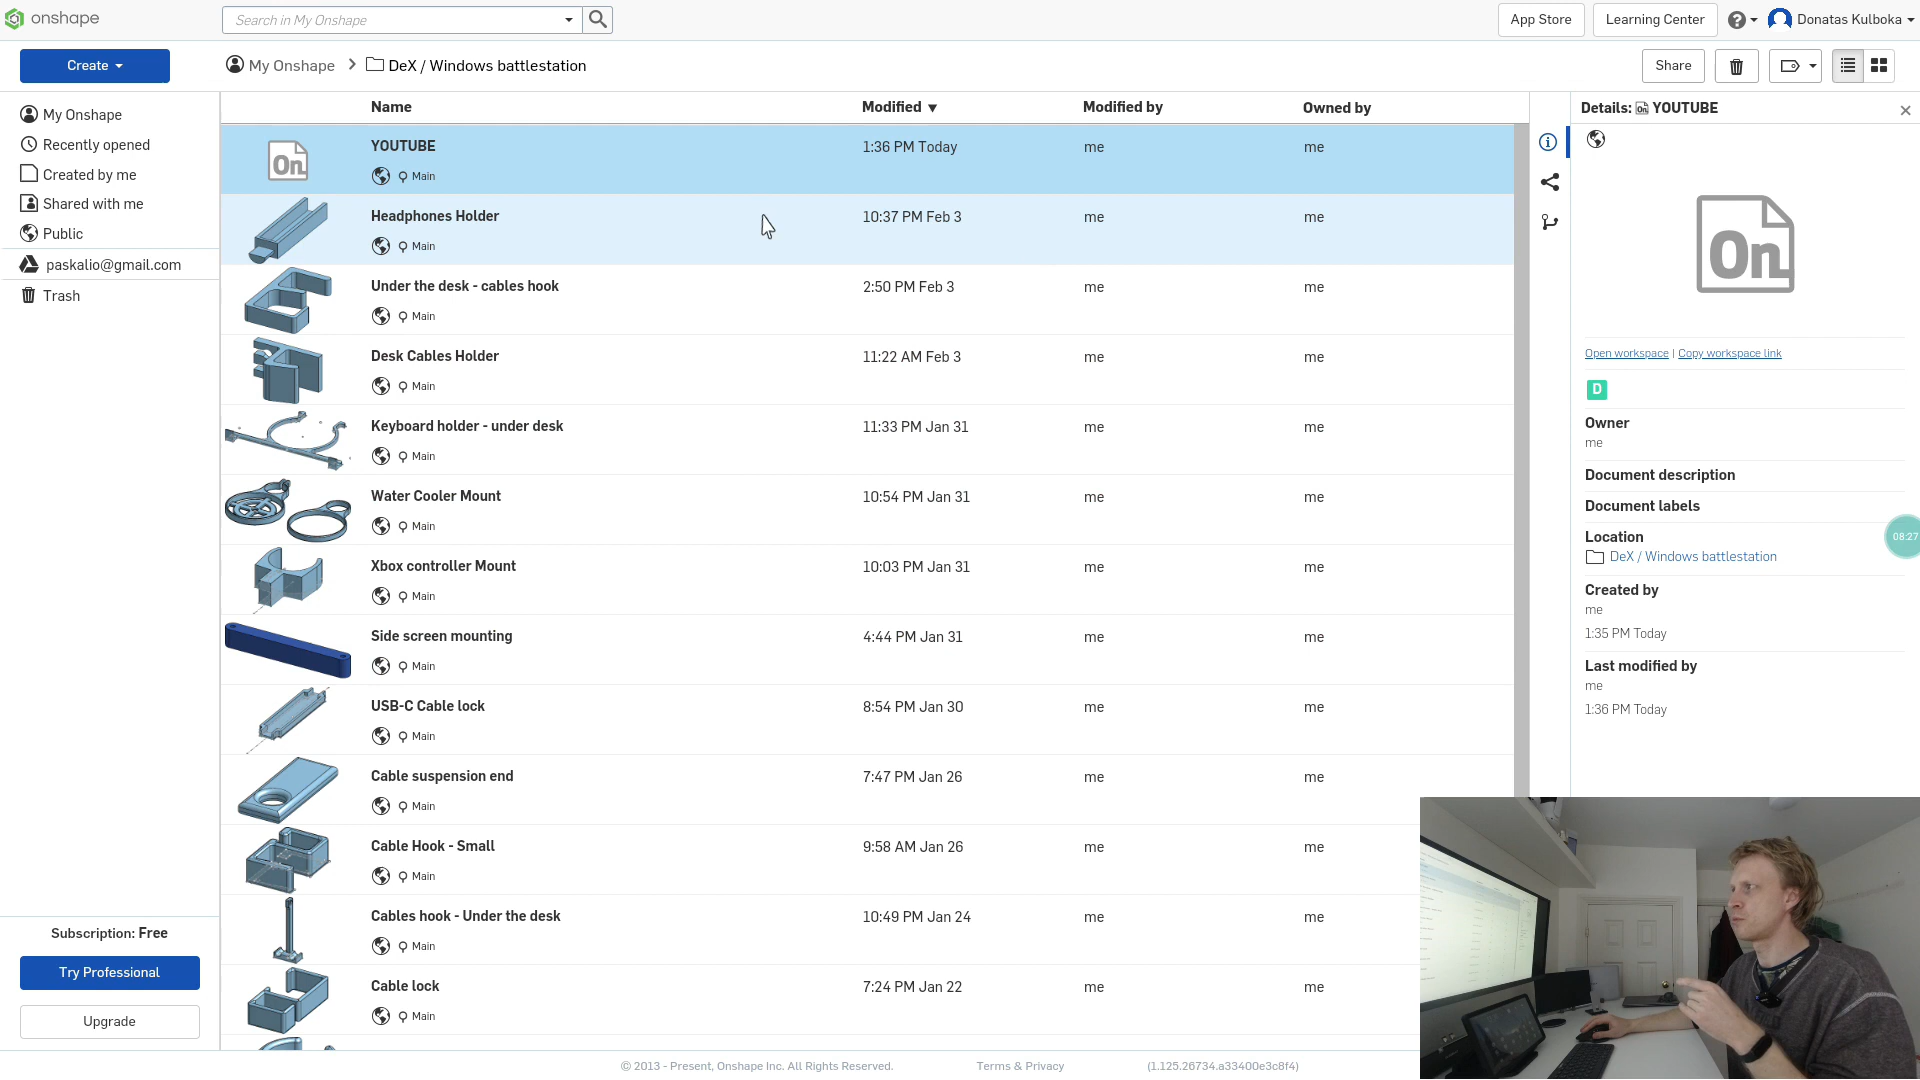 onshape
Search in My Onshape
App Store
Learning Center
Donatas Kulboka
Create
My Onshape
DeX / Windows battlestation
Share
My Onshape
Recently opened
Created by me
Shared with me
Public
paskalio@gmail.com
Trash
Subscription: Free
Try Professional
Upgrade
Name Modified Modified by Owned by
On YOUTUBE 1:36 PM Today me me
Main
Headphones Holder 10:37 PM Feb 3 me me
Main
Under the desk - cables hook 2:50 PM Feb 3 me me
Main
Desk Cables Holder 11:22 AM Feb 3 me me
Main
Keyboard holder - under desk 11:33 PM Jan 31 me me
Main
Water Cooler Mount 10:54 PM Jan 31 me me
Main
Xbox controller Mount 10:03 PM Jan 31 me me
Main
Side screen mounting 4:44 PM Jan 31 me me
Main
USB-C Cable lock 8:54 PM Jan 30 me me
Main
Cable suspension end 7:47 PM Jan 26 me me
Main
Cable Hook - Small 9:58 AM Jan 26 me me
Main
Cables hook - Under the desk 10:49 PM Jan 24 me me
Main
Cable lock 7:24 PM Jan 22 me me
Main
Details: On YOUTUBE
On
Open workspace | Copy workspace link
D
Owner
me
Document description
Document labels
Location
DeX / Windows battlestation
Created by
me
1:35 PM Today
Last modified by
me
1:36 PM Today
08:27
© 2013 - Present, Onshape Inc. All Rights Reserved. Terms & Privacy (1.125.26734.a33400e3c8f4)